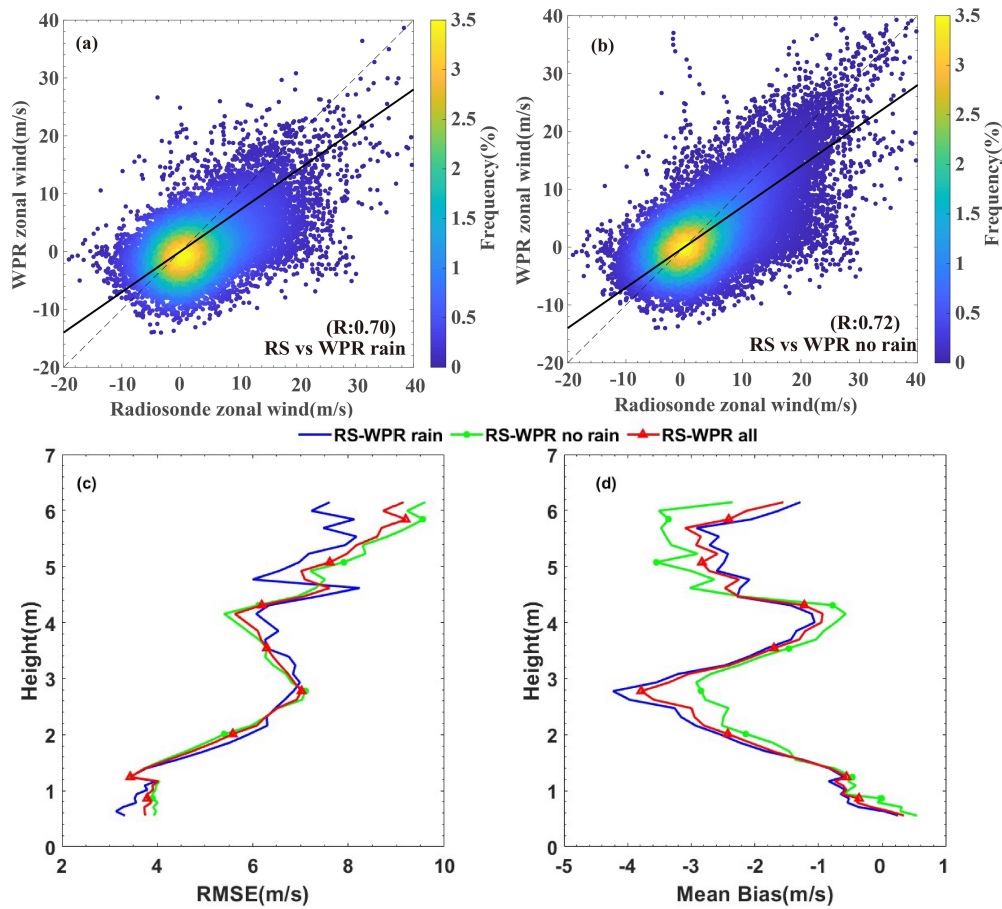 (a)
WPR zonal wind(m/s)
40
30
20
10
0
-10
-20
-20 -10 0 10 20 30 40
Radiosonde zonal wind(m/s)
(R:0.70)
RS vs WPR rain
3.5
3
2.5
2
1.5
1
0.5
0
Frequency(%)
(b)
WPR zonal wind(m/s)
40
30
20
10
0
-10
-20
-20 -10 0 10 20 30 40
Radiosonde zonal wind(m/s)
(R:0.72)
RS vs WPR no rain
3.5
3
2.5
2
1.5
1
0.5
0
Frequency(%)
RS-WPR rain RS-WPR no rain RS-WPR all
(c)
Height(m)
7
6
5
4
3
2
1
0
2 4 6 8 10
RMSE(m/s)
(d)
Height(m)
7
6
5
4
3
2
1
0
-5 -4 -3 -2 -1 0 1
Mean Bias(m/s)